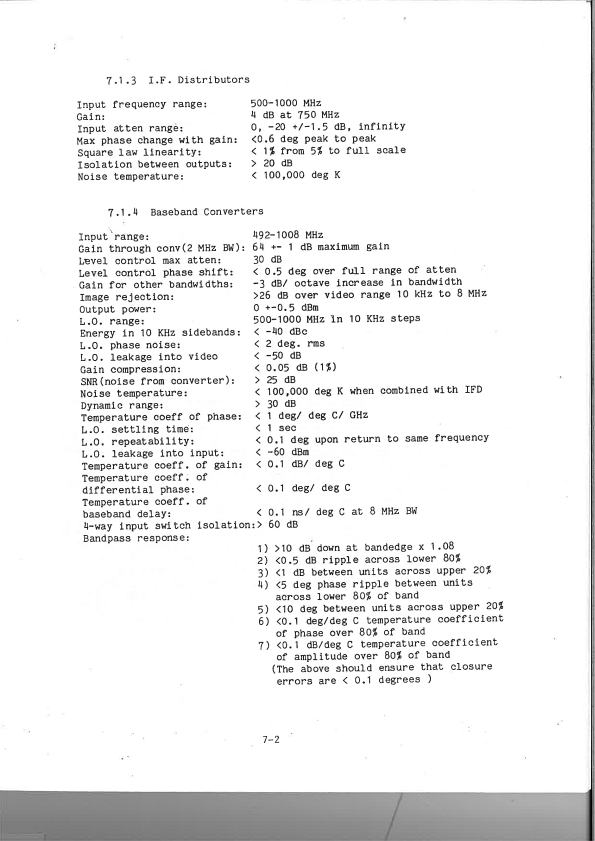 7.1.3 I.F. Distributors
Input frequency range: 500-1000 MHz
Gain: 4 dB at 750 MHz
Input atten range: 0, -20 +/-1.5 dB, infinity
Max phase change with gain: <0.6 deg peak to peak
Square law linearity: < 1% from 5% to full scale
Isolation between outputs: > 20 dB
Noise temperature: < 100,000 deg K
7.1.4 Baseband Converters
Input range: 492-1008 MHz
Gain through conv(2 MHz BW): 64 +- 1 dB maximum gain
Level control max atten: 30 dB
Level control phase shift: < 0.5 deg over full range of atten
Gain for other bandwidths: -3 dB/ octave increase in bandwidth
Image rejection: >26 dB over video range 10 kHz to 8 MHz
Output power: 0 +-0.5 dBm
L.O. range: 500-1000 MHz in 10 KHz steps
Energy in 10 KHz sidebands: < -40 dBc
L.O. phase noise: < 2 deg. rms
L.O. leakage into video < -50 dB
Gain compression: < 0.05 dB (1%)
SNR(noise from converter): > 25 dB
Noise temperature: < 100,000 deg K when combined with IFD
Dynamic range: > 30 dB
Temperature coeff of phase: < 1 deg/ deg C/ GHz
L.O. settling time: < 1 sec
L.O. repeatability: < 0.1 deg upon return to same frequency
L.O. leakage into input: < -60 dBm
Temperature coeff. of gain: < 0.1 dB/ deg C
Temperature coeff. of
differential phase: < 0.1 deg/ deg C
Temperature coeff. of
baseband delay: < 0.1 ns/ deg C at 8 MHz BW
4-way input switch isolation:> 60 dB
Bandpass response:
1) >10 dB down at bandedge x 1.08
2) <0.5 dB ripple across lower 80%
3) <1 dB between units across upper 20%
4) <5 deg phase ripple between units
across lower 80% of band
5) <10 deg between units across upper 20%
6) <0.1 deg/deg C temperature coefficient
of phase over 80% of band
7) <0.1 dB/deg C temperature coefficient
of amplitude over 80% of band
(The above should ensure that closure
errors are < 0.1 degrees )
7-2